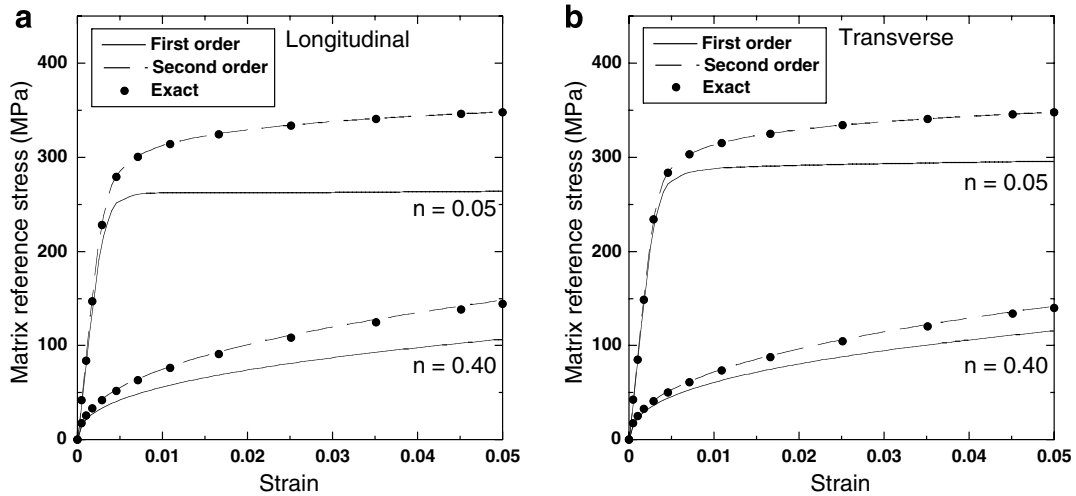 a
Longitudinal
First order
Second order
Exact
Matrix reference stress (MPa)
400
300
200
100
0
n = 0.05
n = 0.40
0
0.01
0.02
0.03
0.04
0.05
Strain
b
Transverse
First order
Second order
Exact
Matrix reference stress (MPa)
400
300
200
100
0
n = 0.05
n = 0.40
0
0.01
0.02
0.03
0.04
0.05
Strain